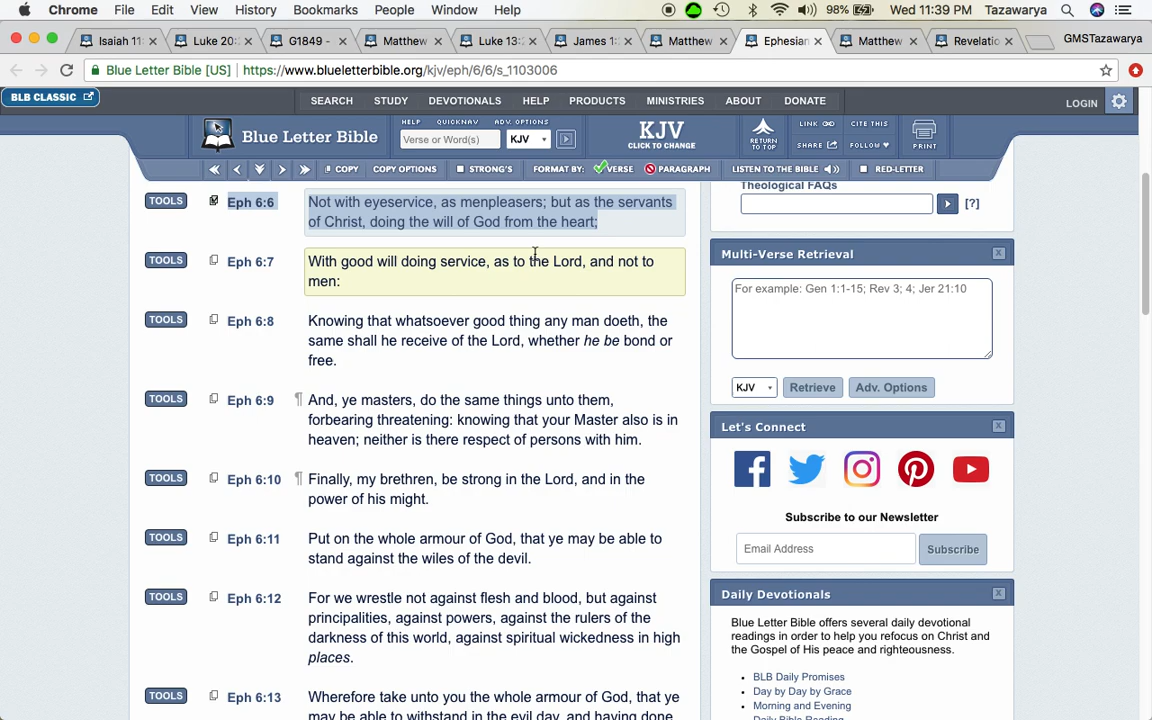 Chrome File Edit View History Bookmarks People Window Help 98% Wed 11:39 PM Tazawarya
Isaiah 11: Luke 20: G1849 - Matthew Luke 13: James 1: Matthew Ephesian Matthew Revelatio GMSTazawarya
Blue Letter Bible [US] https://www.blueletterbible.org/kjv/eph/6/6/s_1103006
BLB CLASSIC
SEARCH STUDY DEVOTIONALS HELP PRODUCTS MINISTRIES ABOUT DONATE LOGIN
HELP QUICKNAV ADV. OPTIONS
Blue Letter Bible
Verse or Word(s) KJV
KJV
CLICK TO CHANGE
RETURN
TO TOP
LINK
SHARE
CITE THIS
FOLLOW
PRINT
COPY COPY OPTIONS STRONG'S FORMAT BY: VERSE PARAGRAPH LISTEN TO THE BIBLE RED-LETTER
TOOLS Eph 6:6 Not with eyeservice, as menpleasers; but as the servants
of Christ, doing the will of God from the heart;
TOOLS Eph 6:7 With good will doing service, as to the Lord, and not to
men:
TOOLS Eph 6:8 Knowing that whatsoever good thing any man doeth, the
same shall he receive of the Lord, whether he be bond or
free.
TOOLS Eph 6:9 ¶ And, ye masters, do the same things unto them,
forbearing threatening: knowing that your Master also is in
heaven; neither is there respect of persons with him.
TOOLS Eph 6:10 ¶ Finally, my brethren, be strong in the Lord, and in the
power of his might.
TOOLS Eph 6:11 Put on the whole armour of God, that ye may be able to
stand against the wiles of the devil.
TOOLS Eph 6:12 For we wrestle not against flesh and blood, but against
principalities, against powers, against the rulers of the
darkness of this world, against spiritual wickedness in high
places.
TOOLS Eph 6:13 Wherefore take unto you the whole armour of God, that ye
may be able to withstand in the evil day, and having done
Theological FAQs
[?]
Multi-Verse Retrieval
For example: Gen 1:1-15; Rev 3; 4; Jer 21:10
KJV Retrieve Adv. Options
Let's Connect
Subscribe to our Newsletter
Email Address Subscribe
Daily Devotionals
Blue Letter Bible offers several daily devotional
readings in order to help you refocus on Christ and
the Gospel of His peace and righteousness.
BLB Daily Promises
Day by Day by Grace
Morning and Evening
Daily Bible Reading